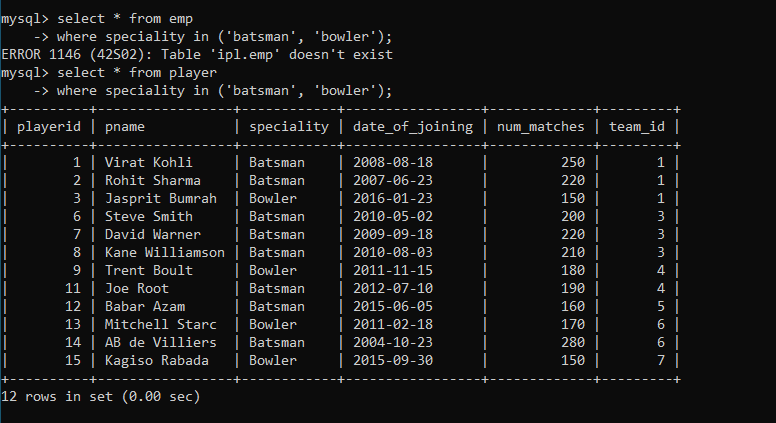 mysql> select * from emp
    -> where speciality in ('batsman', 'bowler');
ERROR 1146 (42S02): Table 'ipl.emp' doesn't exist
mysql> select * from player
    -> where speciality in ('batsman', 'bowler');
+----------+-----------------+------------+-----------------+-------------+---------+
| playerid | pname           | speciality | date_of_joining | num_matches | team_id |
+----------+-----------------+------------+-----------------+-------------+---------+
|        1 | Virat Kohli     | Batsman    | 2008-08-18      |         250 |       1 |
|        2 | Rohit Sharma    | Batsman    | 2007-06-23      |         220 |       1 |
|        3 | Jasprit Bumrah  | Bowler     | 2016-01-23      |         150 |       1 |
|        6 | Steve Smith     | Batsman    | 2010-05-02      |         200 |       3 |
|        7 | David Warner    | Batsman    | 2009-09-18      |         220 |       3 |
|        8 | Kane Williamson | Batsman    | 2010-08-03      |         210 |       3 |
|        9 | Trent Boult     | Bowler     | 2011-11-15      |         180 |       4 |
|       11 | Joe Root        | Batsman    | 2012-07-10      |         190 |       4 |
|       12 | Babar Azam      | Batsman    | 2015-06-05      |         160 |       5 |
|       13 | Mitchell Starc  | Bowler     | 2011-02-18      |         170 |       6 |
|       14 | AB de Villiers  | Batsman    | 2004-10-23      |         280 |       6 |
|       15 | Kagiso Rabada   | Bowler     | 2015-09-30      |         150 |       7 |
+----------+-----------------+------------+-----------------+-------------+---------+
12 rows in set (0.00 sec)